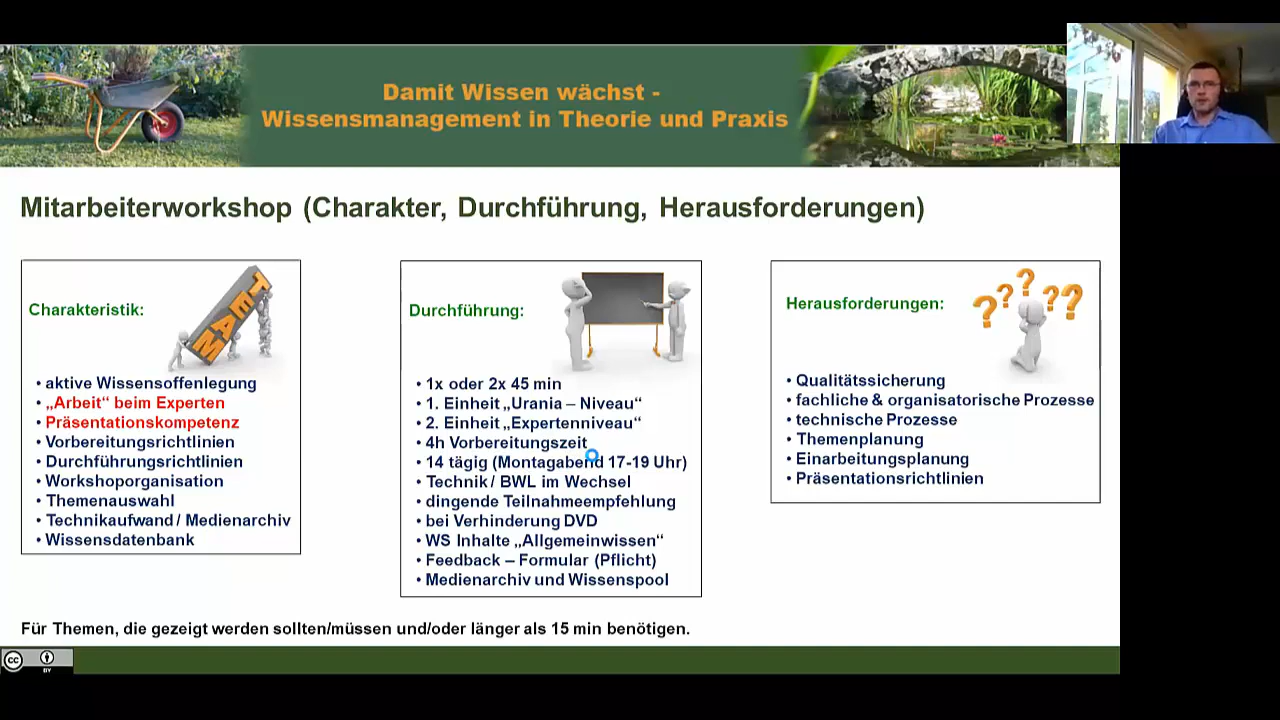 Damit Wissen wächst -
Wissensmanagement in Theorie und Praxis
Mitarbeiterworkshop (Charakter, Durchführung, Herausforderungen)
TEAM
Charakteristik:
• aktive Wissensoffenlegung
• „Arbeit“ beim Experten
• Präsentationskompetenz
• Vorbereitungsrichtlinien
• Durchführungsrichtlinien
• Workshoporganisation
• Themenauswahl
• Technikaufwand / Medienarchiv
• Wissensdatenbank
Durchführung:
• 1x oder 2x 45 min
• 1. Einheit „Urania – Niveau“
• 2. Einheit „Expertenniveau“
• 4h Vorbereitungszeit
• 14 tägig (Montagabend 17-19 Uhr)
• Technik / BWL im Wechsel
• dingende Teilnahmeempfehlung
• bei Verhinderung DVD
• WS Inhalte „Allgemeinwissen“
• Feedback – Formular (Pflicht)
• Medienarchiv und Wissenspool
? ? ? ? ?
Herausforderungen:
• Qualitätssicherung
• fachliche & organisatorische Prozesse
• technische Prozesse
• Themenplanung
• Einarbeitungsplanung
• Präsentationsrichtlinien
Für Themen, die gezeigt werden sollten/müssen und/oder länger als 15 min benötigen.
cc BY